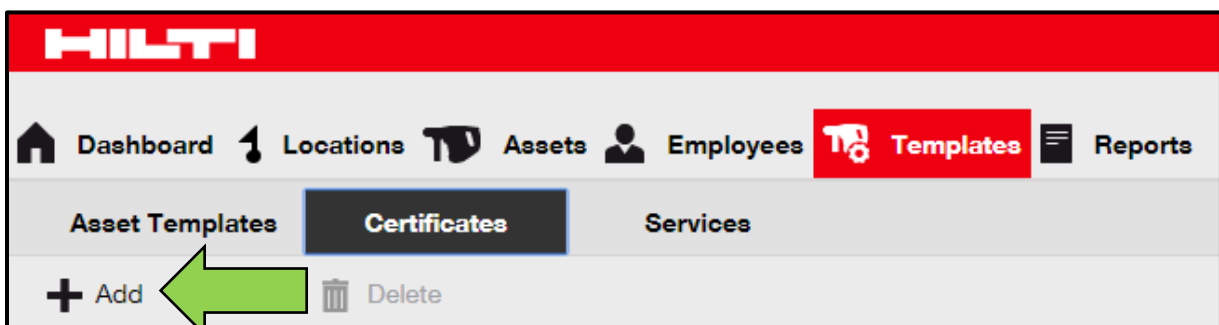 HILTI
Dashboard Locations Assets Employees Templates Reports
Asset Templates Certificates Services
Add Delete